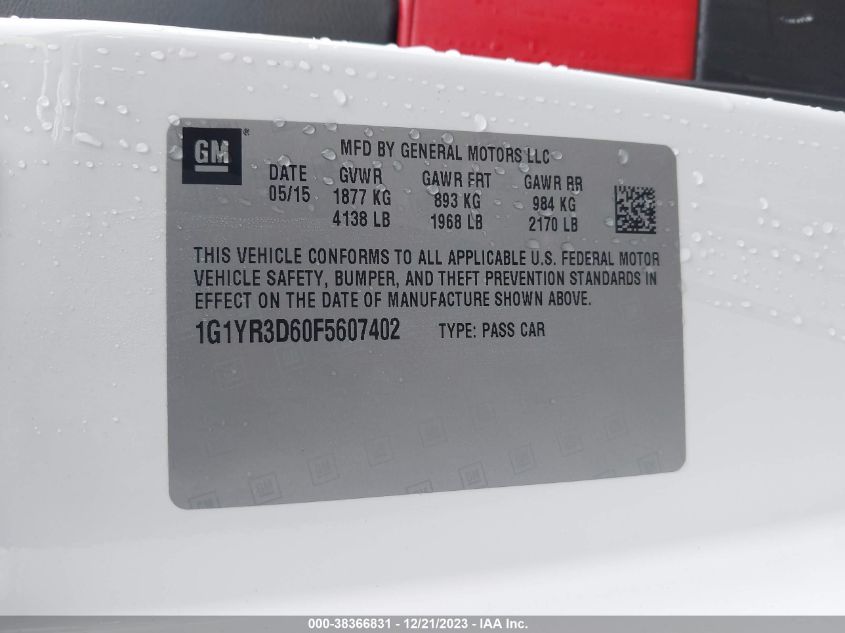 GM
MFD BY GENERAL MOTORS LLC
DATE GVWR GAWR FRT GAWR RR
05/15 1877 KG 893 KG 984 KG
4138 LB 1968 LB 2170 LB
THIS VEHICLE CONFORMS TO ALL APPLICABLE U.S. FEDERAL MOTOR
VEHICLE SAFETY, BUMPER, AND THEFT PREVENTION STANDARDS IN
EFFECT ON THE DATE OF MANUFACTURE SHOWN ABOVE.
1G1YR3D60F5607402 TYPE: PASS CAR
000-38366831 - 12/21/2023 - IAA Inc.